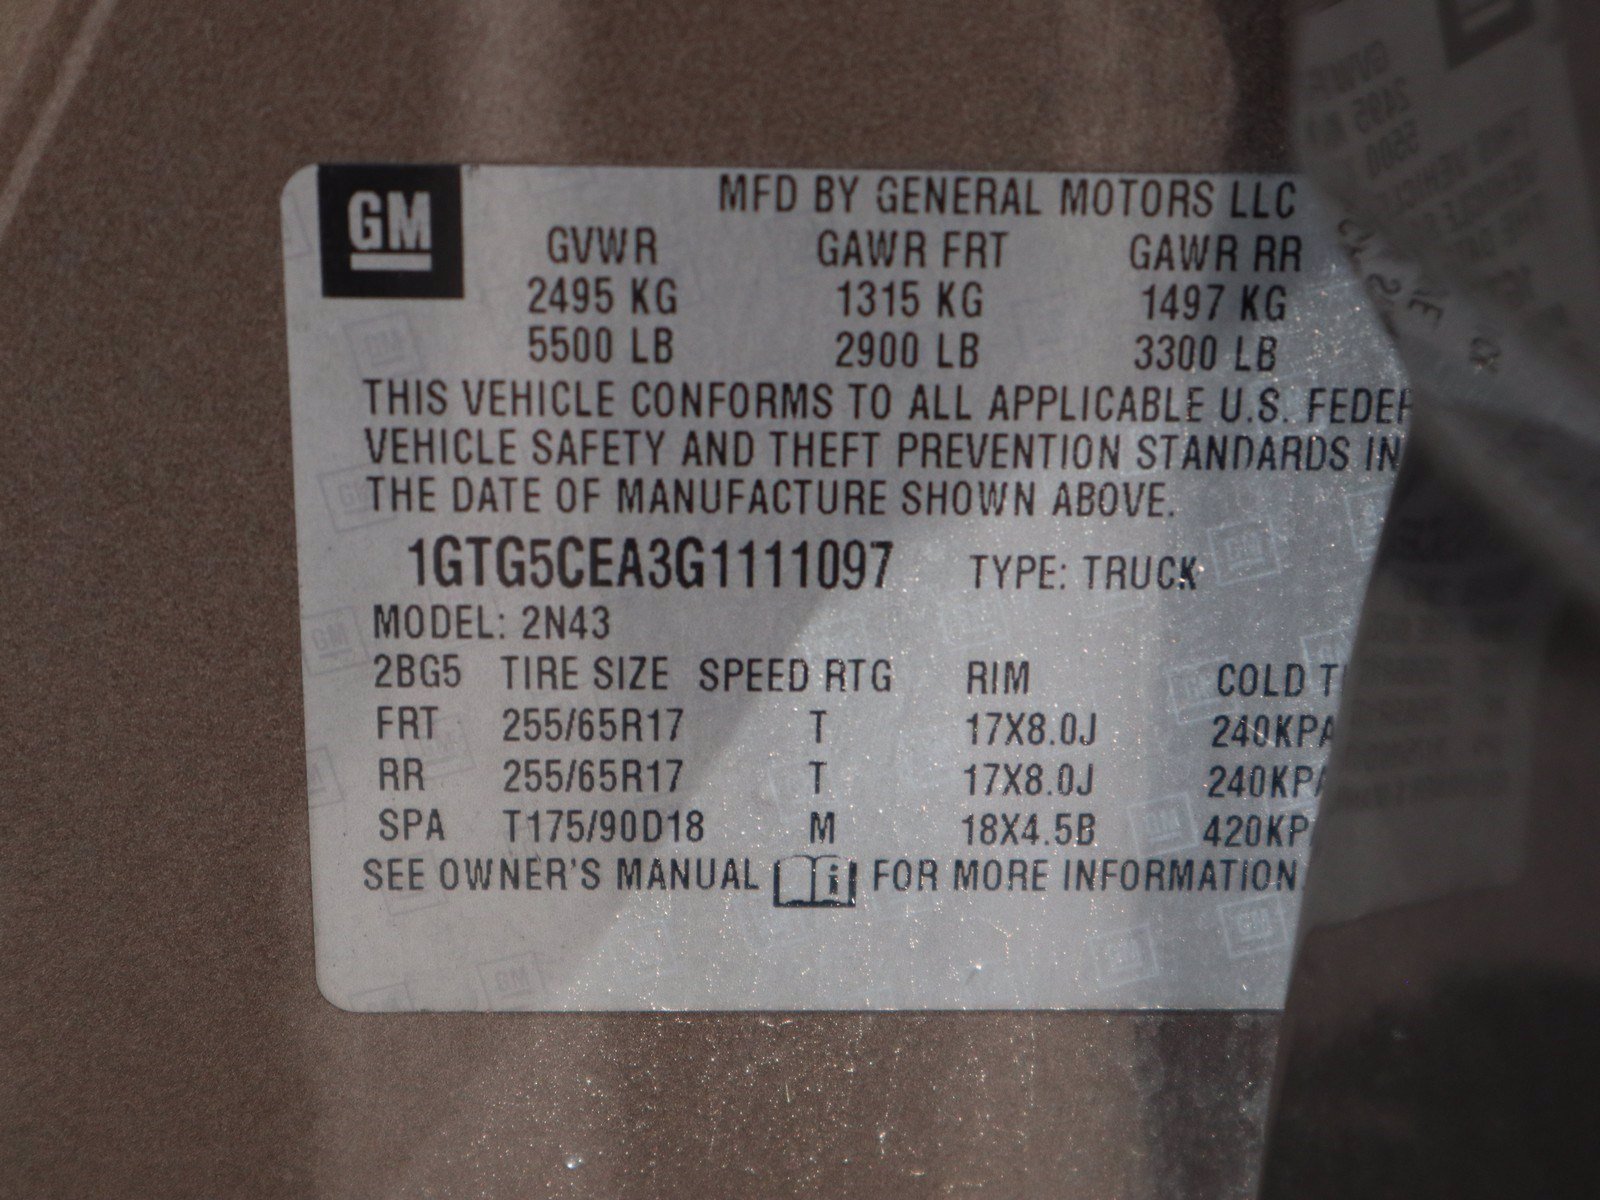 GM
MFD BY GENERAL MOTORS LLC
GVWR GAWR FRT GAWR RR
2495 KG 1315 KG 1497 KG
5500 LB 2900 LB 3300 LB
THIS VEHICLE CONFORMS TO ALL APPLICABLE U.S.
VEHICLE SAFETY AND THEFT PREVENTION STANDARDS IN
THE DATE OF MANUFACTURE SHOWN ABOVE.
1GTG5CEA3G1111097 TYPE: TRUCK
MODEL: 2N43
2BG5 TIRE SIZE SPEED RTG RIM COLD
FRT 255/65R17 T 17X8.0J 240KPA
RR 255/65R17 T 17X8.0J 240KPA
SPA T175/90D18 M 18X4.5B 420KP
SEE OWNER'S MANUAL FOR MORE INFORMATION.